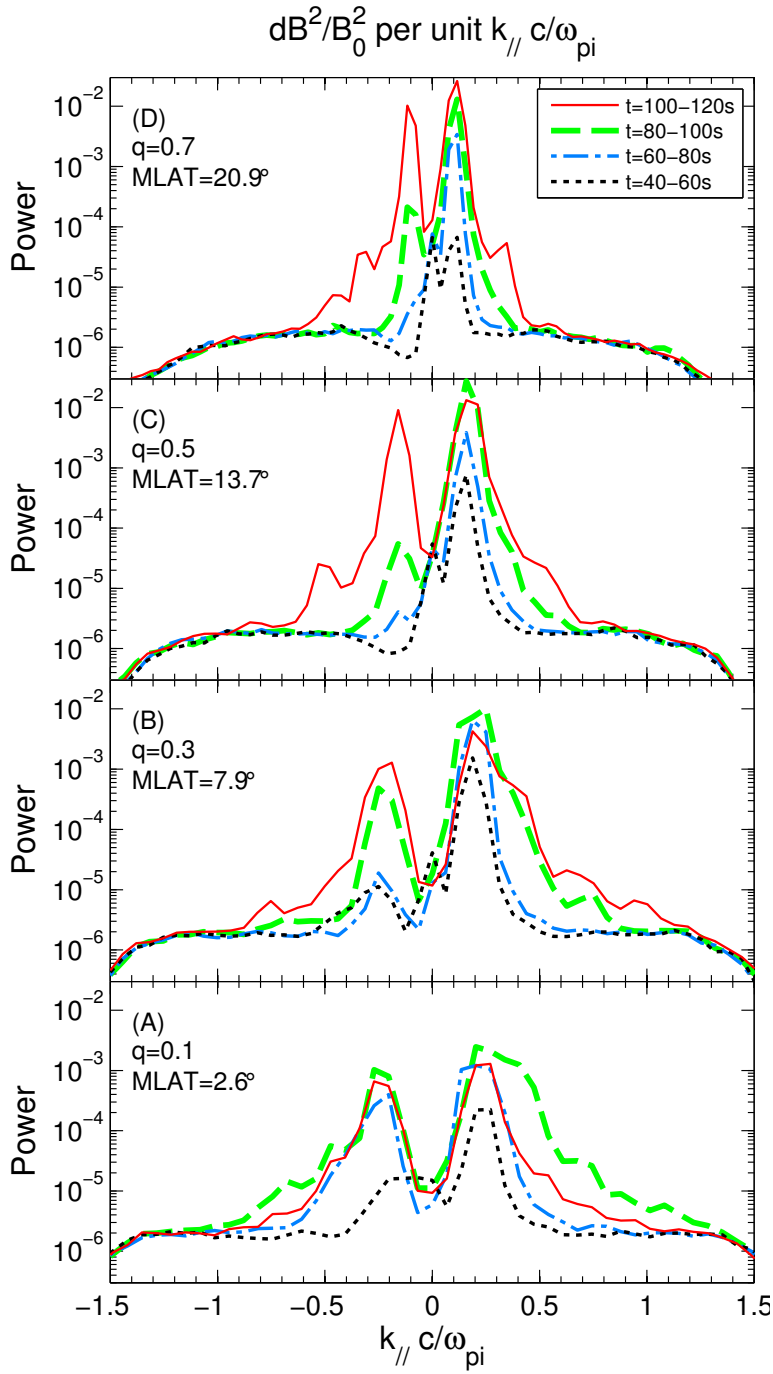 dB²/B₀² per unit k// c/ωpi
Power
10⁻²
10⁻³
10⁻⁴
10⁻⁵
10⁻⁶
(D)
q=0.7
MLAT=20.9°
t=100−120s
t=80−100s
t=60−80s
t=40−60s
Power
10⁻²
10⁻³
10⁻⁴
10⁻⁵
10⁻⁶
(C)
q=0.5
MLAT=13.7°
Power
10⁻²
10⁻³
10⁻⁴
10⁻⁵
10⁻⁶
(B)
q=0.3
MLAT=7.9°
Power
10⁻²
10⁻³
10⁻⁴
10⁻⁵
10⁻⁶
(A)
q=0.1
MLAT=2.6°
−1.5 −1 −0.5 0 0.5 1 1.5
k// c/ωpi